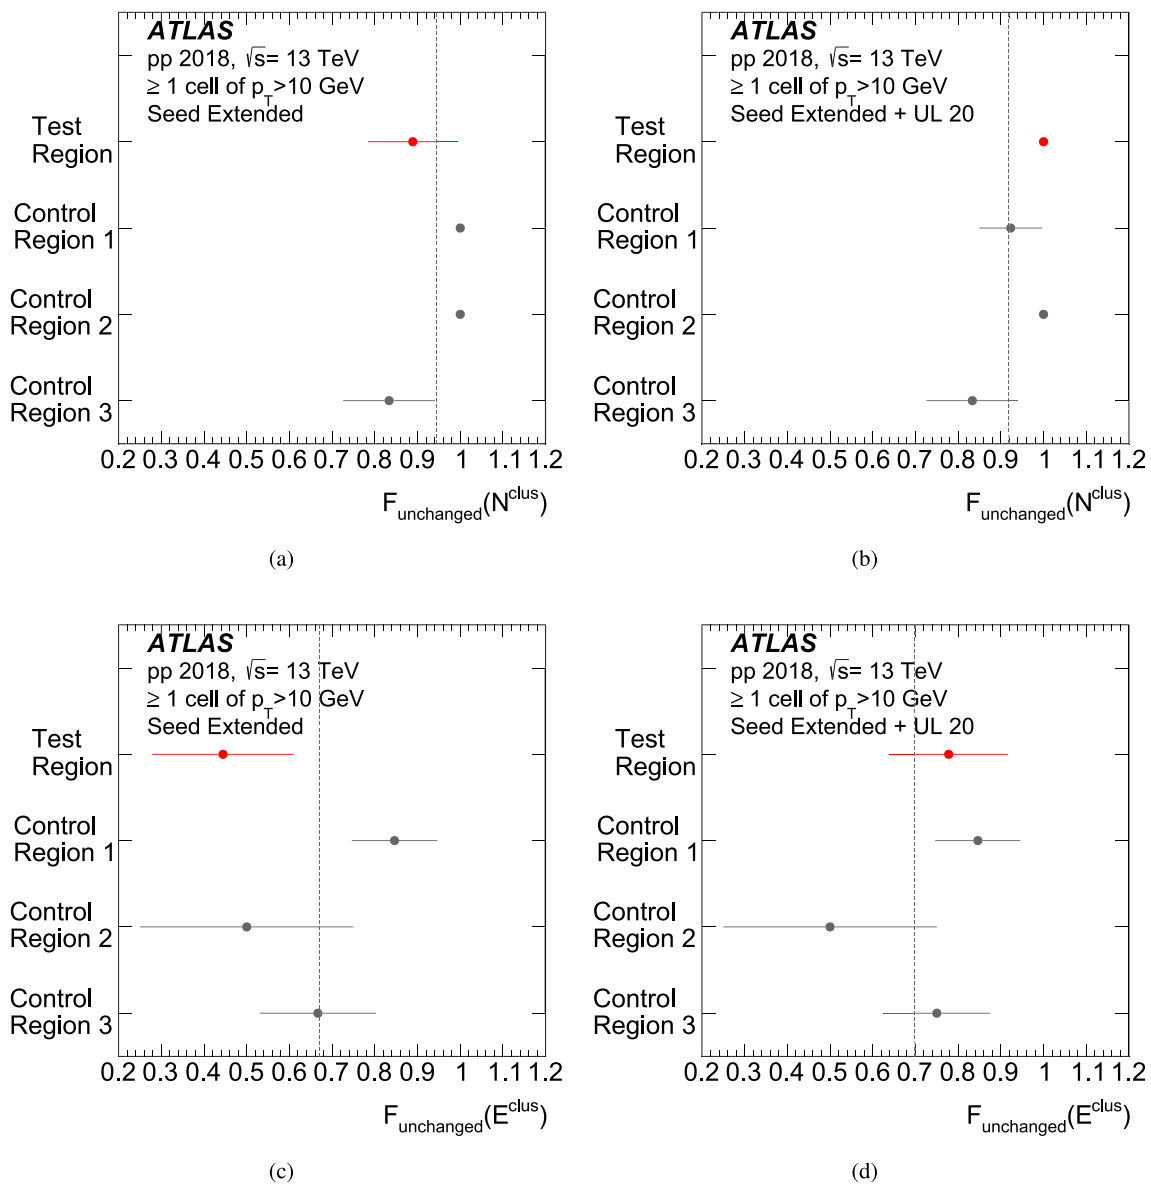 ATLAS
pp 2018, √s= 13 TeV
≥ 1 cell of pT>10 GeV
Seed Extended
Test
Region
Control
Region 1
Control
Region 2
Control
Region 3
0.2 0.3 0.4 0.5 0.6 0.7 0.8 0.9 1 1.1 1.2
Funchanged(Nclus)
(a)
ATLAS
pp 2018, √s= 13 TeV
≥ 1 cell of pT>10 GeV
Seed Extended + UL 20
Test
Region
Control
Region 1
Control
Region 2
Control
Region 3
0.2 0.3 0.4 0.5 0.6 0.7 0.8 0.9 1 1.1 1.2
Funchanged(Nclus)
(b)
ATLAS
pp 2018, √s= 13 TeV
≥ 1 cell of pT>10 GeV
Seed Extended
Test
Region
Control
Region 1
Control
Region 2
Control
Region 3
0.2 0.3 0.4 0.5 0.6 0.7 0.8 0.9 1 1.1 1.2
Funchanged(Eclus)
(c)
ATLAS
pp 2018, √s= 13 TeV
≥ 1 cell of pT>10 GeV
Seed Extended + UL 20
Test
Region
Control
Region 1
Control
Region 2
Control
Region 3
0.2 0.3 0.4 0.5 0.6 0.7 0.8 0.9 1 1.1 1.2
Funchanged(Eclus)
(d)